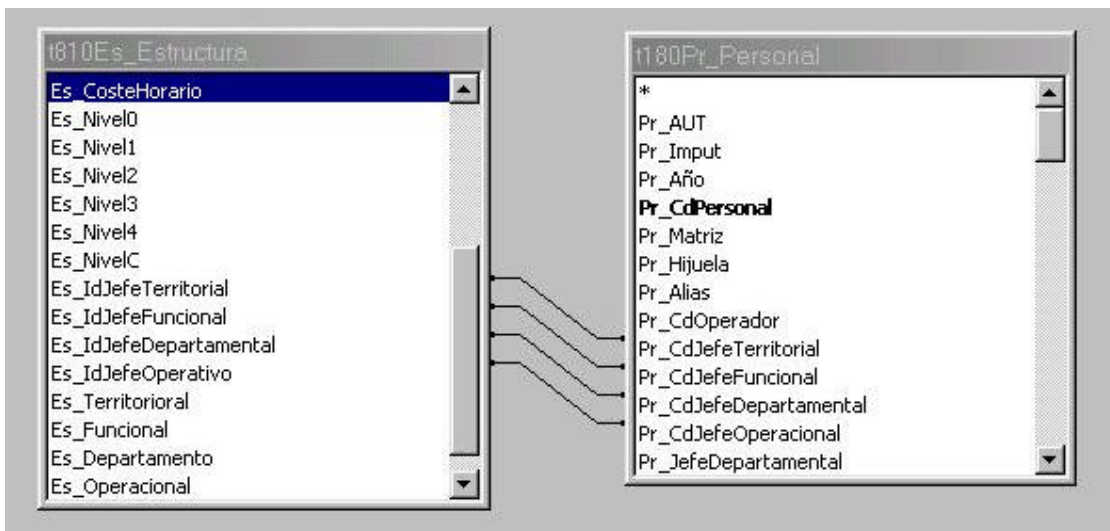 t810Es_Estructura
Es_CosteHorario
Es_Nivel0
Es_Nivel1
Es_Nivel2
Es_Nivel3
Es_Nivel4
Es_NivelC
Es_IdJefeTerritorial
Es_IdJefeFuncional
Es_IdJefeDepartamental
Es_IdJefeOperativo
Es_Territorioral
Es_Funcional
Es_Departamento
Es_Operacional
t180Pr_Personal
*
Pr_AUT
Pr_Imput
Pr_Año
Pr_CdPersonal
Pr_Matriz
Pr_Hijuela
Pr_Alias
Pr_CdOperador
Pr_CdJefeTerritorial
Pr_CdJefeFuncional
Pr_CdJefeDepartamental
Pr_CdJefeOperacional
Pr_JefeDepartamental